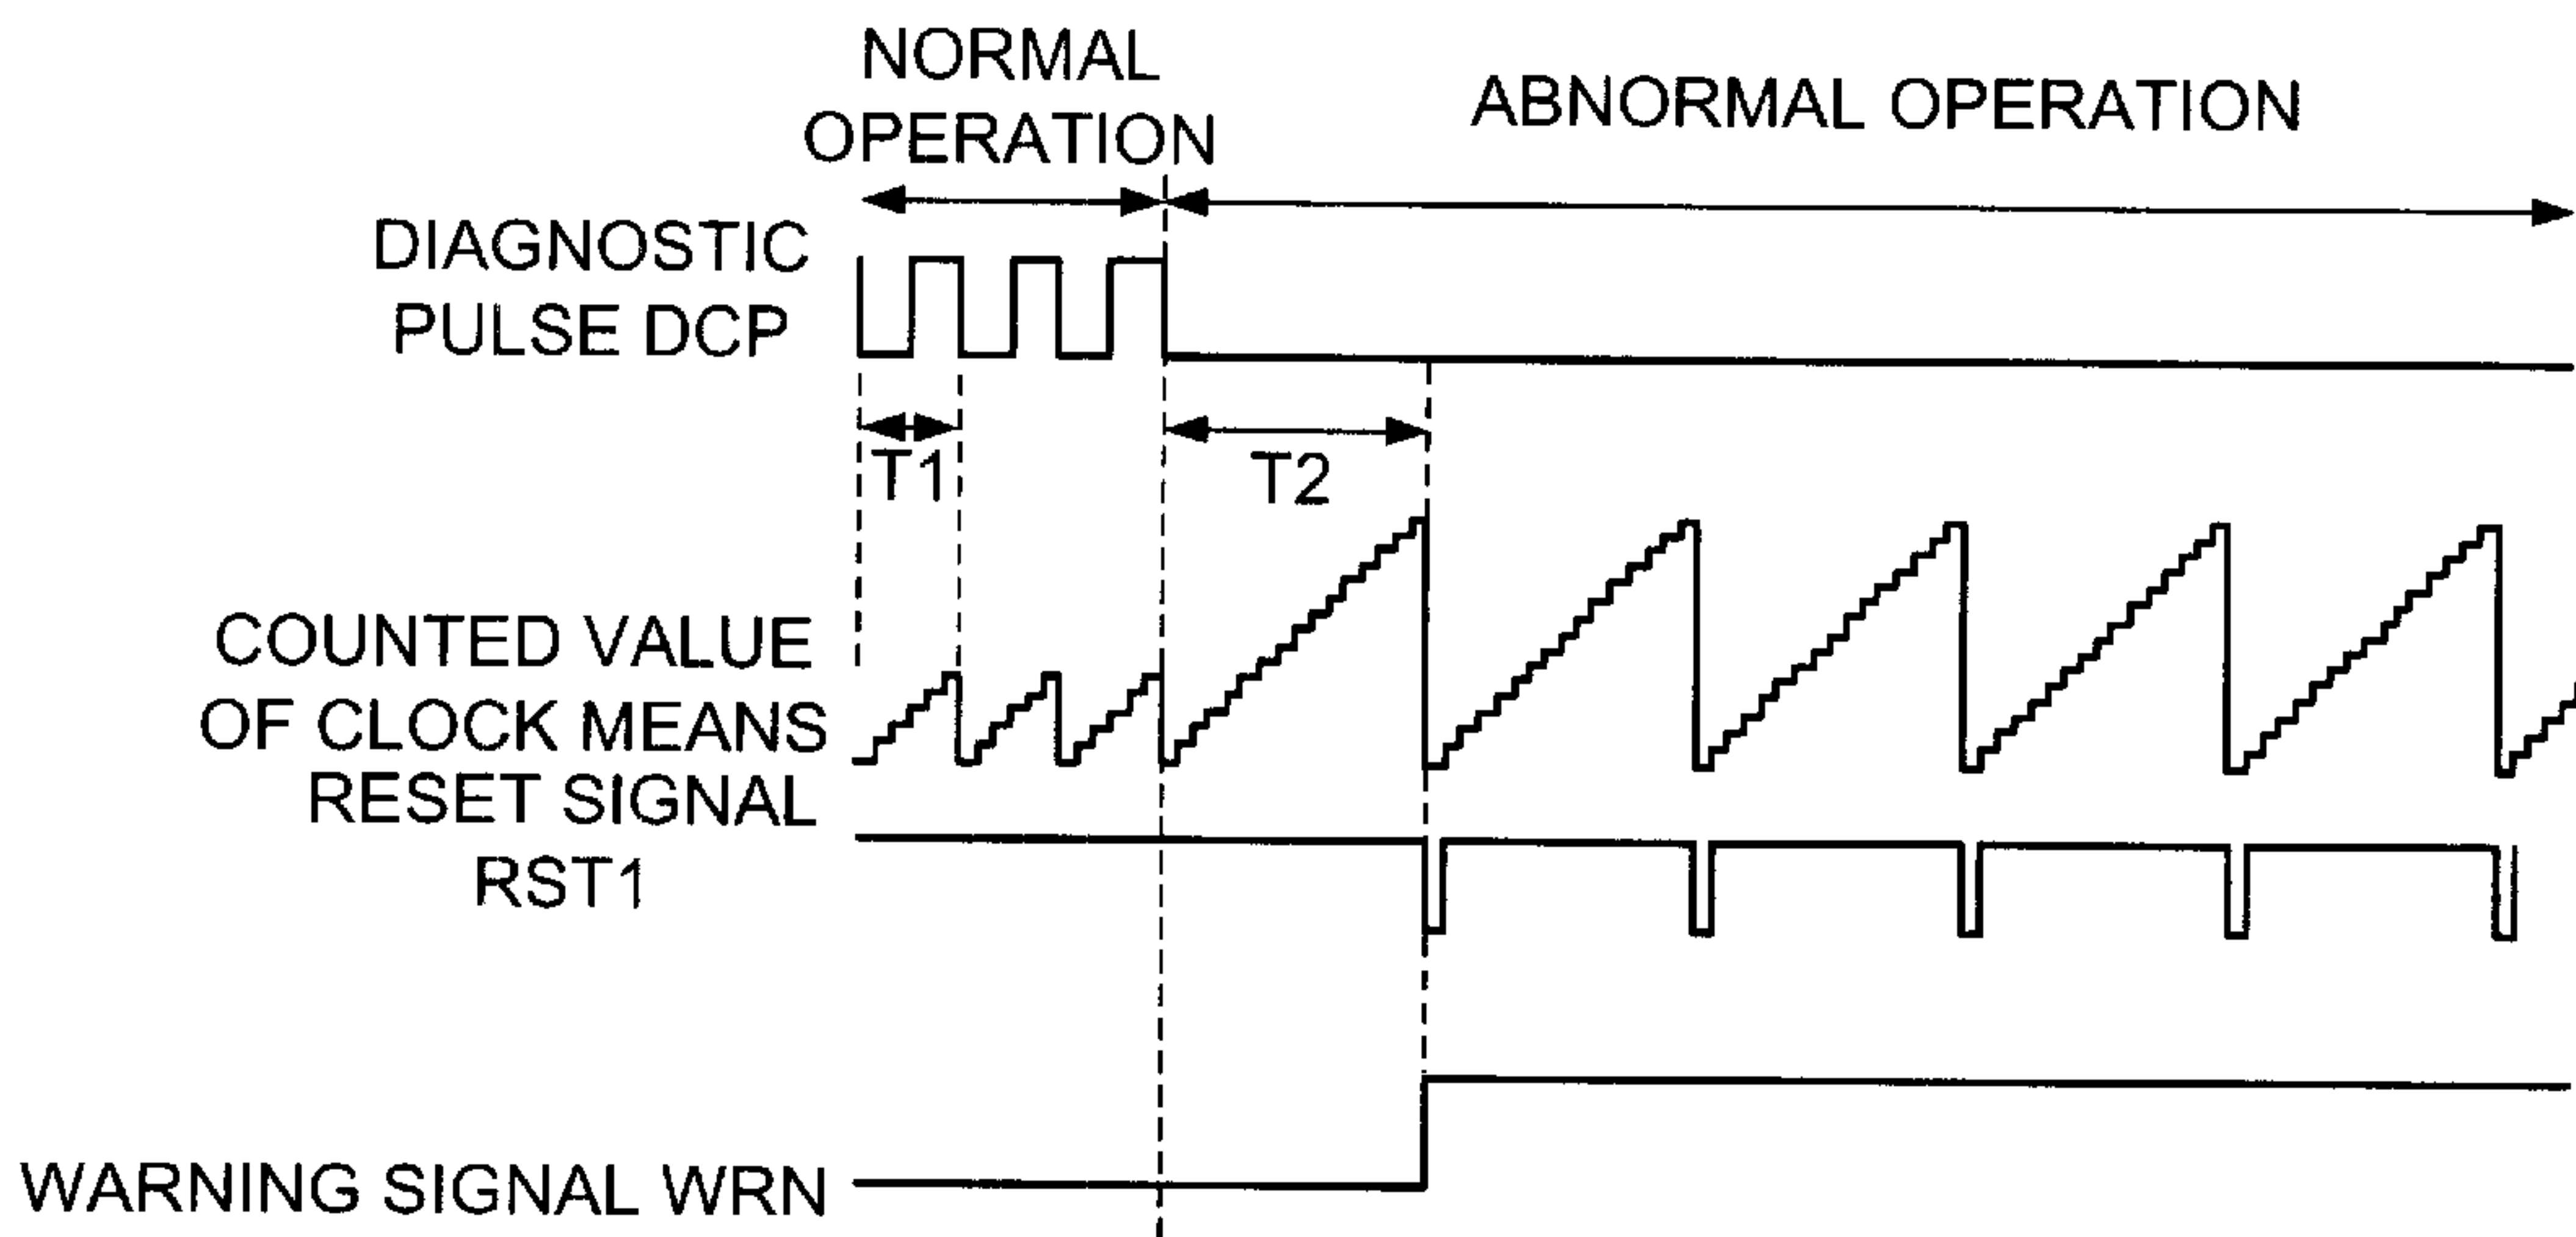 NORMAL
OPERATION
ABNORMAL OPERATION
DIAGNOSTIC
PULSE DCP
T1
T2
COUNTED VALUE
OF CLOCK MEANS
RESET SIGNAL
RST1
WARNING SIGNAL WRN